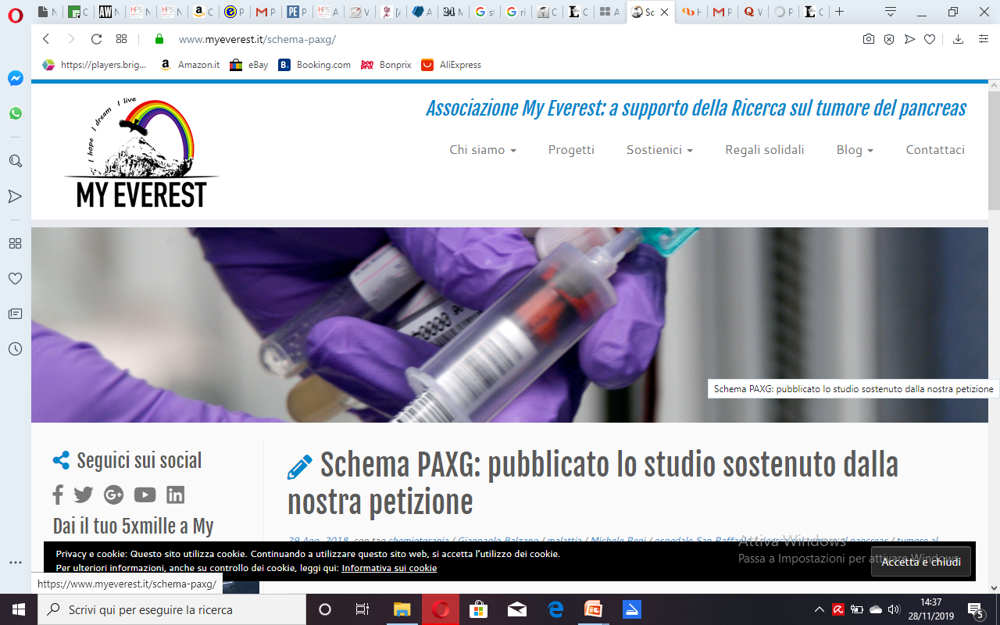 www.myeverest.it/schema-paxg/
https://players.brig...
Amazon.it
eBay
Booking.com
Bonprix
AliExpress
I hope I dream I live
MY EVEREST
Associazione My Everest: a supporto della Ricerca sul tumore del pancreas
Chi siamo
Progetti
Sostienici
Regali solidali
Blog
Contattaci
Schema PAXG: pubblicato lo studio sostenuto dalla nostra petizione
Seguici sui social
Dai il tuo 5xmille a My
Schema PAXG: pubblicato lo studio sostenuto dalla
nostra petizione
29 Ago, 2018 con tag chemioterapia / Gianpaolo Balzano / malattia / Michele Reni / ospedale San Raffaele
Attiva Windows
Passa a Impostazioni per attivare Windows.
Privacy e cookie: Questo sito utilizza cookie. Continuando a utilizzare questo sito web, si accetta l'utilizzo dei cookie.
Per ulteriori informazioni, anche su controllo dei cookie, leggi qui: Informativa sui cookie
Accetta e chiudi
https://www.myeverest.it/schema-paxg/
Scrivi qui per eseguire la ricerca
14:37
28/11/2019
5